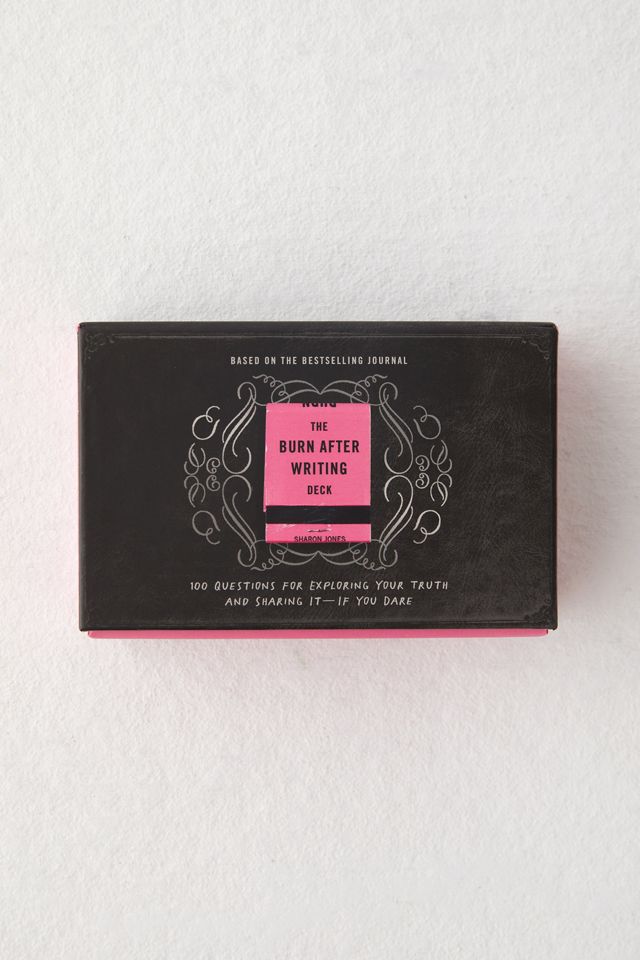 BASED ON THE BESTSELLING JOURNAL
THE
BURN AFTER
WRITING
DECK
SHARON JONES
100 QUESTIONS FOR EXPLORING YOUR TRUTH
AND SHARING IT—IF YOU DARE